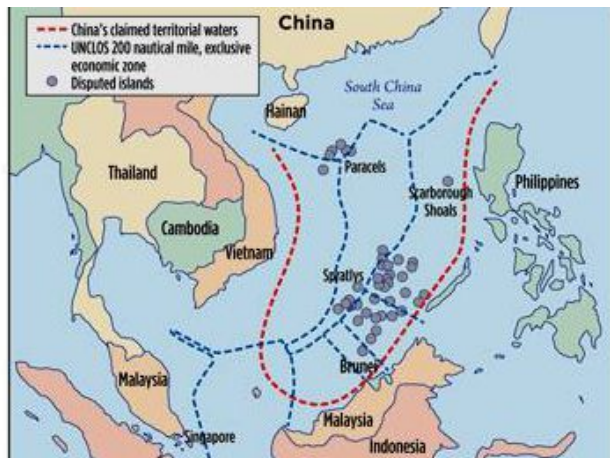 China's claimed territorial waters
UNCLOS 200 nautical mile, exclusive
economic zone
Disputed islands
China
South China
Sea
Hainan
Paracels
Thailand
Scarborough
Shoals
Philippines
Cambodia
Vietnam
Spratlys
Brunei
Malaysia
Singapore
Malaysia
Indonesia